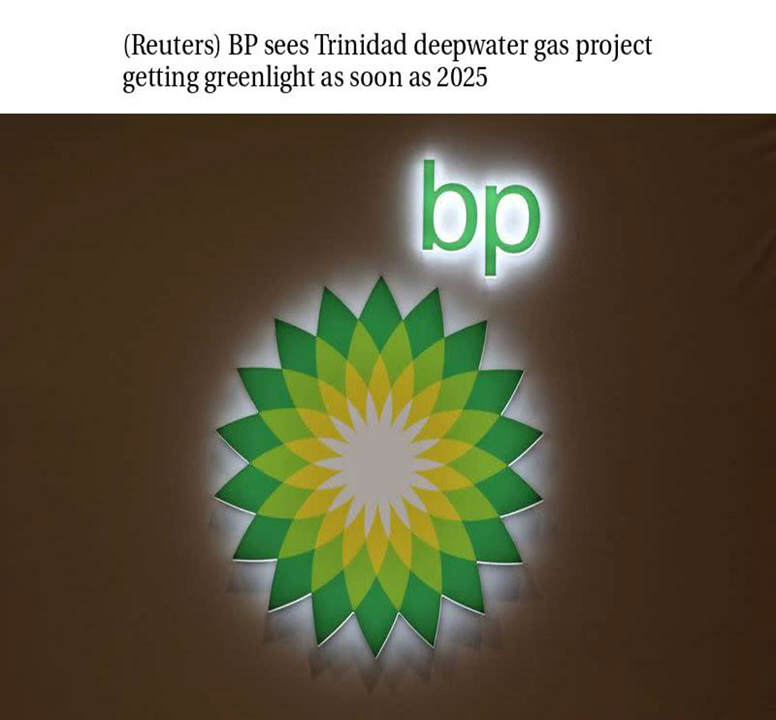 (Reuters) BP sees Trinidad deepwater gas project
getting greenlight as soon as 2025
bp